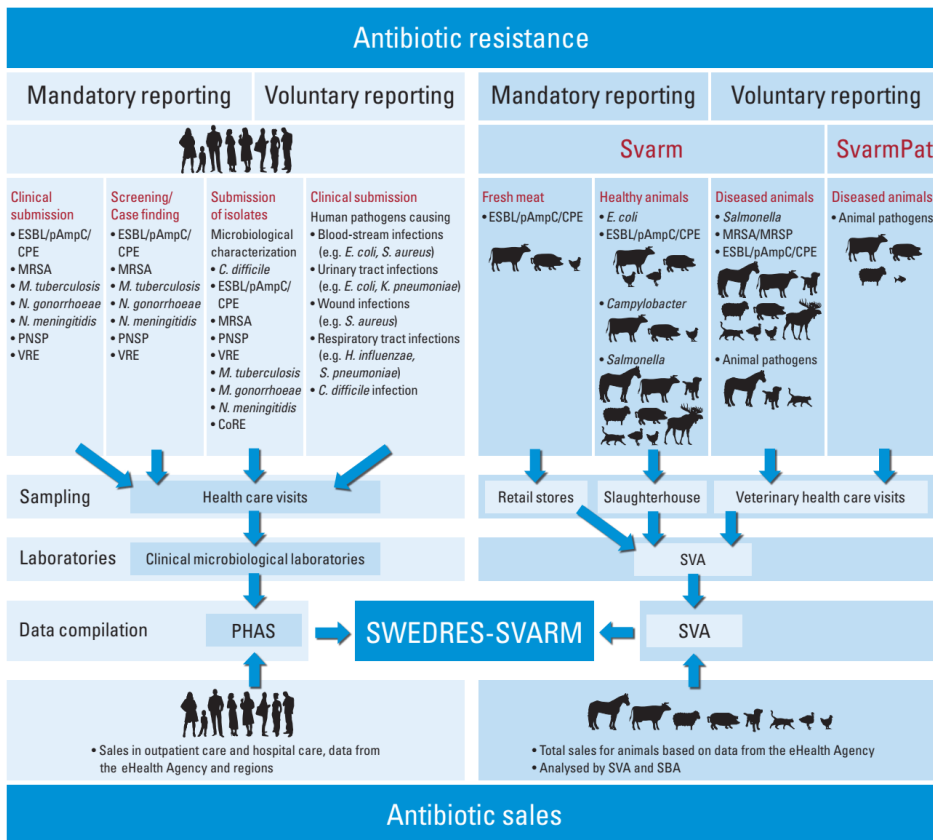 Antibiotic resistance
Mandatory reporting
Voluntary reporting
Mandatory reporting
Voluntary reporting
Svarm
SvarmPat
Clinical
submission
• ESBL/pAmpC/
CPE
• MRSA
• M. tuberculosis
• N. gonorrhoeae
• N. meningitidis
• PNSP
• VRE
Screening/
Case finding
• ESBL/pAmpC/
CPE
• MRSA
• M. tuberculosis
• N. gonorrhoeae
• N. meningitidis
• PNSP
• VRE
Submission
of isolates
Microbiological
characterization
• C. difficile
• ESBL/pAmpC/
CPE
• MRSA
• PNSP
• VRE
• M. tuberculosis
• M. gonorrhoeae
• N. meningitidis
• CoRE
Clinical submission
Human pathogens causing
• Blood-stream infections
(e.g. E. coli, S. aureus)
• Urinary tract infections
(e.g. E. coli, K. pneumoniae)
• Wound infections
(e.g. S. aureus)
• Respiratory tract infections
(e.g. H. influenzae,
S. pneumoniae)
• C. difficile infection
Fresh meat
• ESBL/pAmpC/CPE
Healthy animals
• E. coli
• ESBL/pAmpC/CPE
• Campylobacter
• Salmonella
Diseased animals
• Salmonella
• MRSA/MRSP
• ESBL/pAmpC/CPE
• Animal pathogens
Diseased animals
• Animal pathogens
Sampling
Health care visits
Retail stores
Slaughterhouse
Veterinary health care visits
Laboratories
Clinical microbiological laboratories
SVA
Data compilation
PHAS
SWEDRES-SVARM
SVA
• Sales in outpatient care and hospital care, data from
the eHealth Agency and regions
• Total sales for animals based on data from the eHealth Agency
• Analysed by SVA and SBA
Antibiotic sales